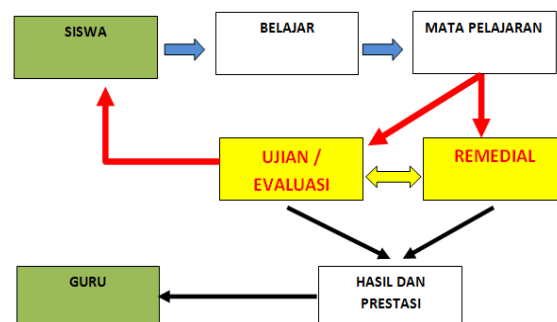 SISWA
BELAJAR
MATA PELAJARAN
UJIAN /
EVALUASI
REMEDIAL
GURU
HASIL DAN
PRESTASI